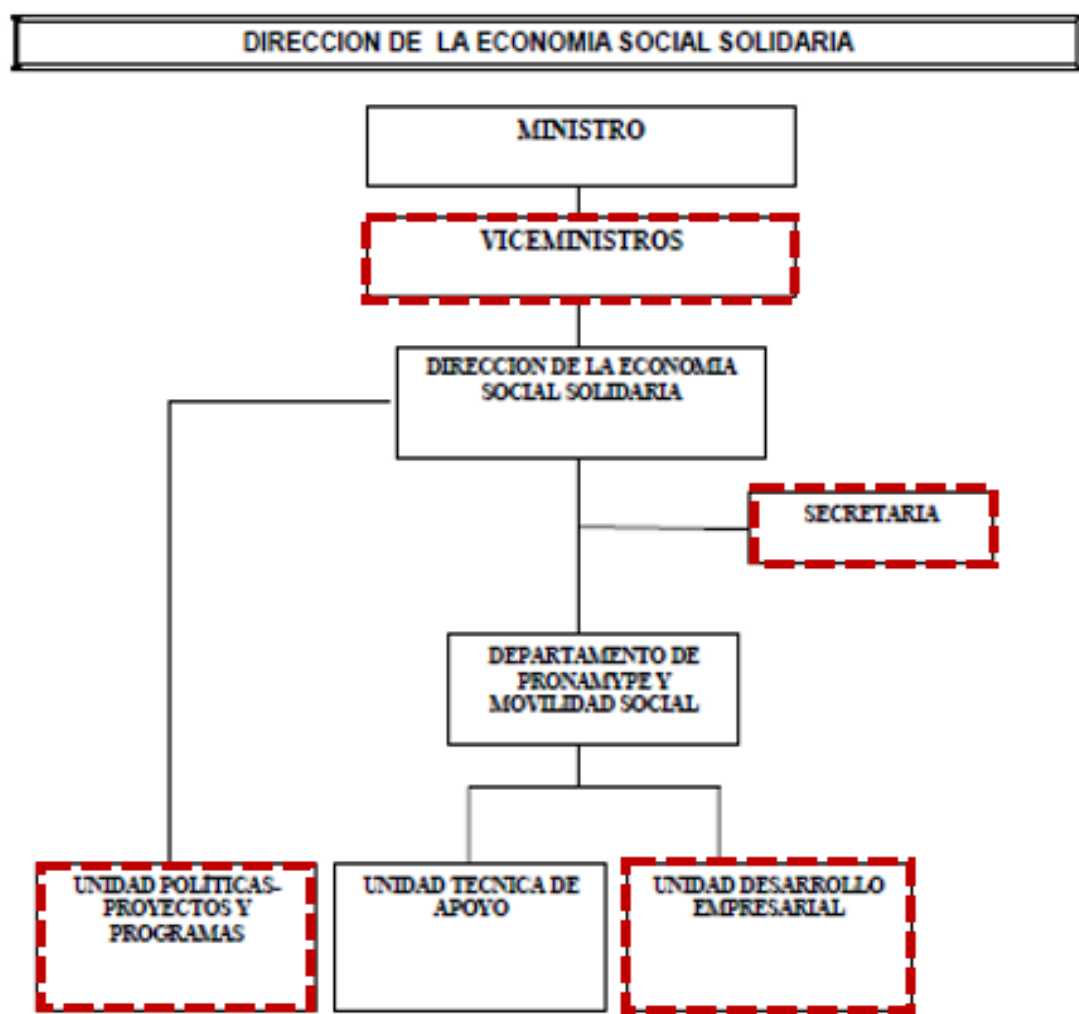 DIRECCION DE LA ECONOMIA SOCIAL SOLIDARIA
MINISTRO
VICEMINISTROS
DIRECCION DE LA ECONOMIA
SOCIAL SOLIDARIA
SECRETARIA
DEPARTAMENTO DE
PRONAMYPE Y
MOVILIDAD SOCIAL
UNIDAD POLÍTICAS-
PROYECTOS Y
PROGRAMAS
UNIDAD TECNICA DE
APOYO
UNIDAD DESARROLLO
EMPRESARIAL